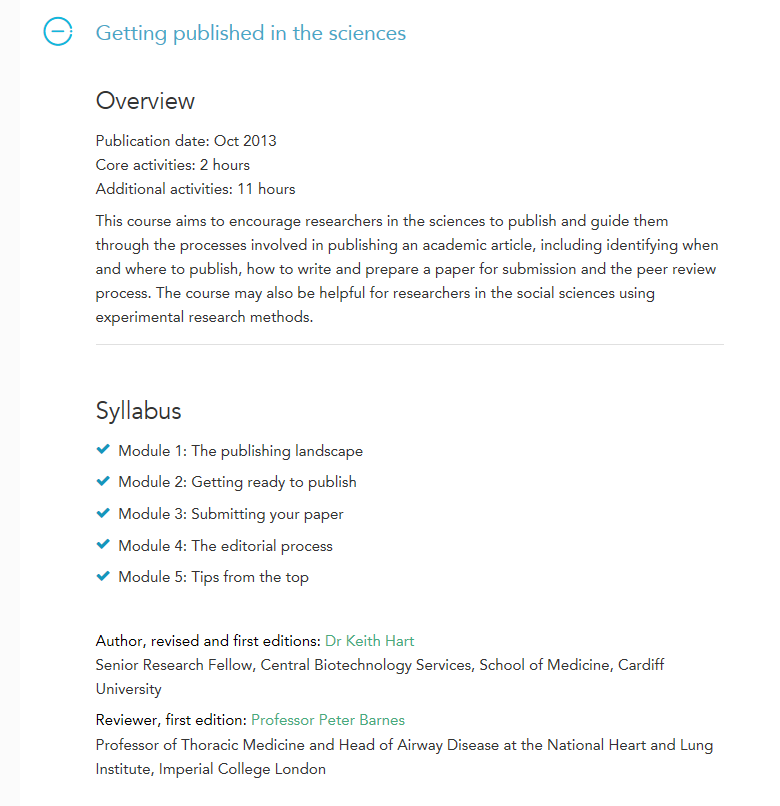 Getting published in the sciences
Overview
Publication date: Oct 2013
Core activities: 2 hours
Additional activities: 11 hours
This course aims to encourage researchers in the sciences to publish and guide them
through the processes involved in publishing an academic article, including identifying when
and where to publish, how to write and prepare a paper for submission and the peer review
process. The course may also be helpful for researchers in the social sciences using
experimental research methods.
Syllabus
Module 1: The publishing landscape
Module 2: Getting ready to publish
Module 3: Submitting your paper
Module 4: The editorial process
Module 5: Tips from the top
Author, revised and first editions: Dr Keith Hart
Senior Research Fellow, Central Biotechnology Services, School of Medicine, Cardiff
University
Reviewer, first edition: Professor Peter Barnes
Professor of Thoracic Medicine and Head of Airway Disease at the National Heart and Lung
Institute, Imperial College London